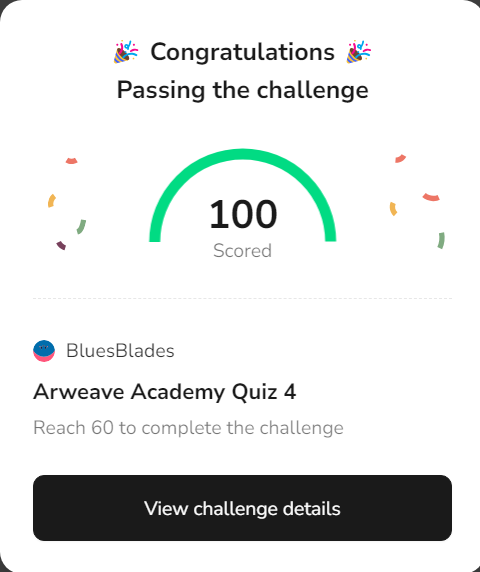 🎉 Congratulations 🎉
Passing the challenge
100
Scored
BluesBlades
Arweave Academy Quiz 4
Reach 60 to complete the challenge
View challenge details